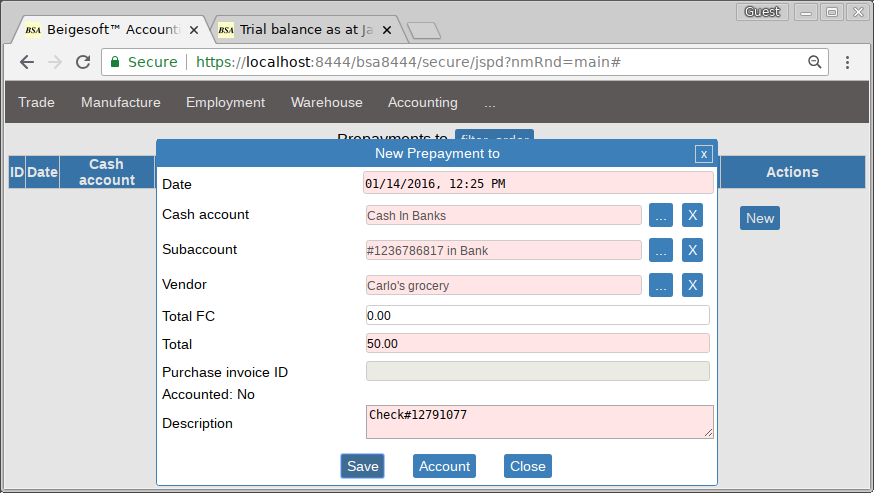 Guest
BSA Beigesoft™ Account
BSA Trial balance as at Ja
Secure https://localhost:8444/bsa8444/secure/jspd?nmRnd=main#
Trade Manufacture Employment Warehouse Accounting ...
Prepayments to filter, order
New Prepayment to x
ID Date Cash account Actions
Date 01/14/2016, 12:25 PM
Cash account Cash In Banks ... X
New
Subaccount #1236786817 in Bank ... X
Vendor Carlo's grocery ... X
Total FC 0.00
Total 50.00
Purchase invoice ID
Accounted: No
Description Check#12791077
Save Account Close